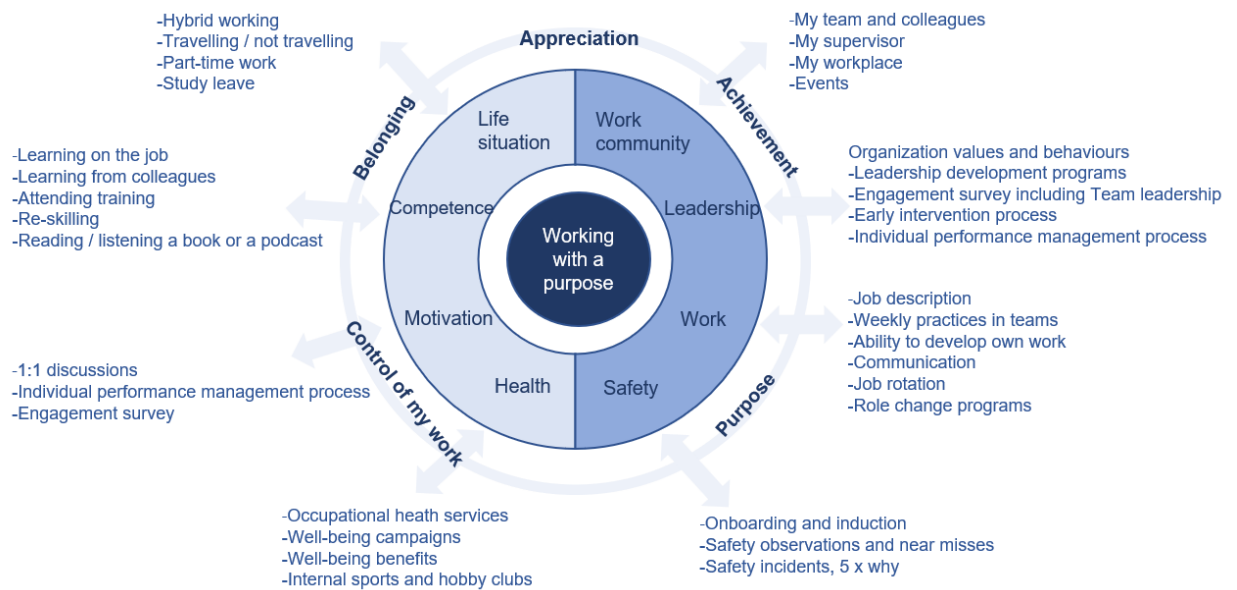 -Hybrid working
-Travelling / not travelling
-Part-time work
-Study leave
Appreciation
-My team and colleagues
-My supervisor
-My workplace
-Events
Belonging
Achievement
Life
situation
Work
community
-Learning on the job
-Learning from colleagues
-Attending training
-Re-skilling
-Reading / listening a book or a podcast
Competence
Leadership
Organization values and behaviours
-Leadership development programs
-Engagement survey including Team leadership
-Early intervention process
-Individual performance management process
Working
with a
purpose
Motivation
Work
-Job description
-Weekly practices in teams
-Ability to develop own work
-Communication
-Job rotation
-Role change programs
-1:1 discussions
-Individual performance management process
-Engagement survey
Control of my work
Health
Safety
Purpose
-Occupational heath services
-Well-being campaigns
-Well-being benefits
-Internal sports and hobby clubs
-Onboarding and induction
-Safety observations and near misses
-Safety incidents, 5 x why